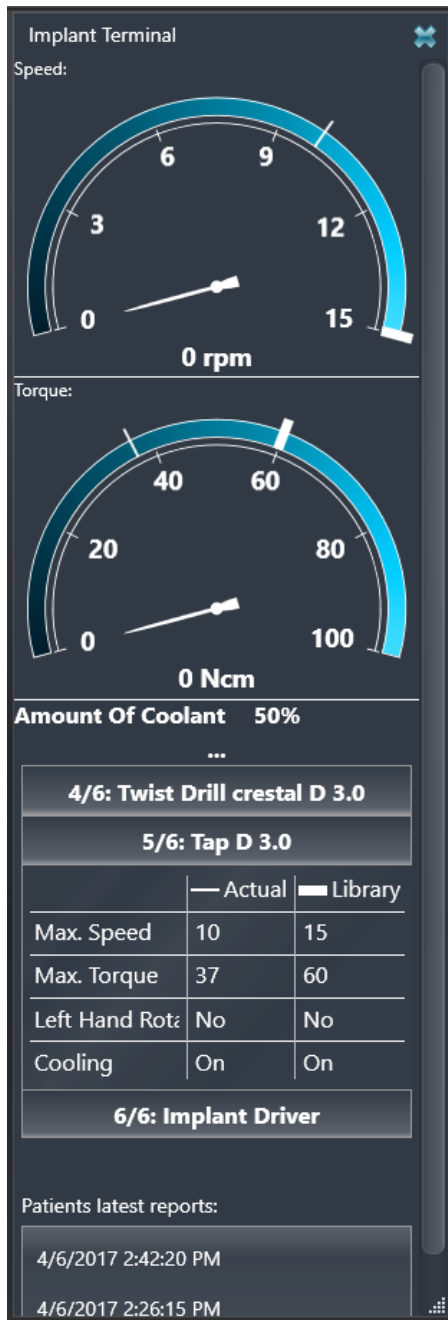 Implant Terminal
Speed:
0 3 6 9 12 15
0 rpm
Torque:
0 20 40 60 80 100
0 Ncm
Amount Of Coolant 50%
...
4/6: Twist Drill crestal D 3.0
5/6: Tap D 3.0
Actual Library
Max. Speed 10 15
Max. Torque 37 60
Left Hand Rota No No
Cooling On On
6/6: Implant Driver
Patients latest reports:
4/6/2017 2:42:20 PM
4/6/2017 2:26:15 PM